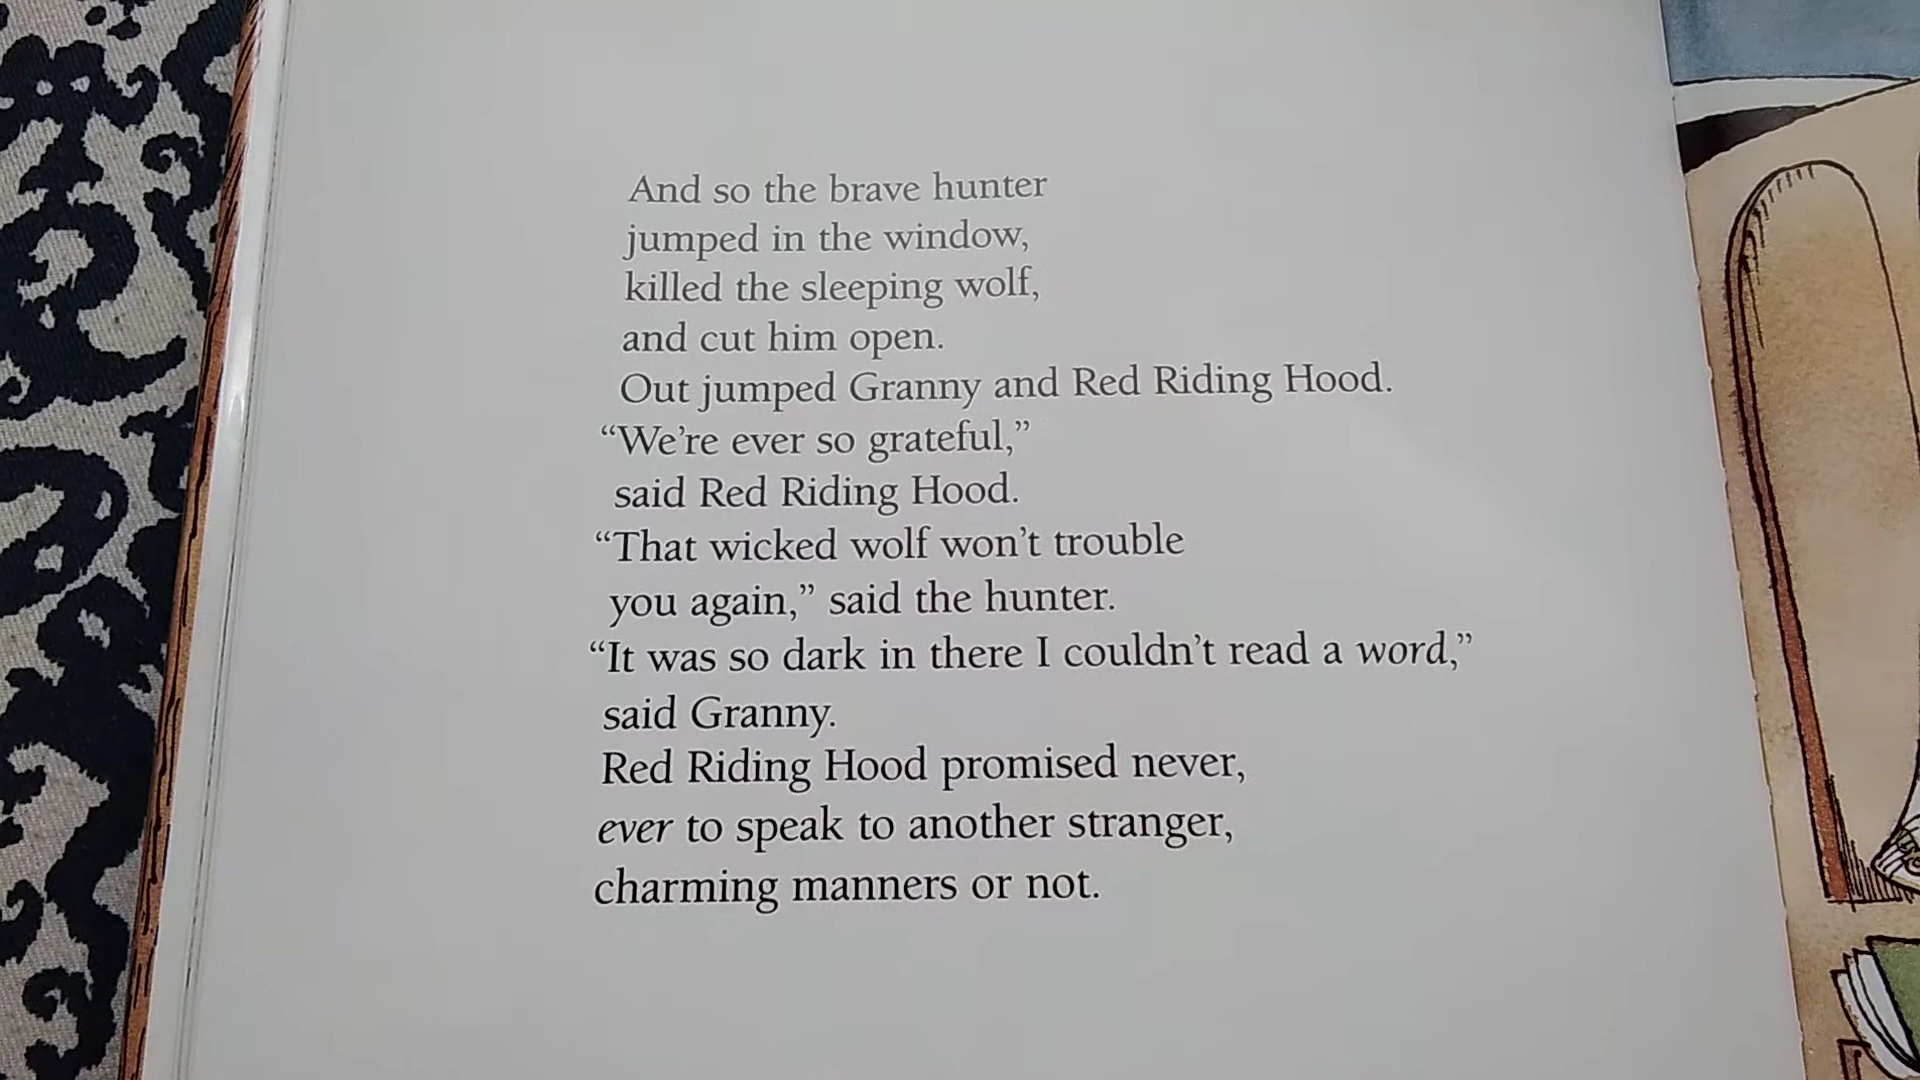 And so the brave hunter
jumped in the window,
killed the sleeping wolf,
and cut him open.
Out jumped Granny and Red Riding Hood.
“We’re ever so grateful,”
said Red Riding Hood.
“That wicked wolf won’t trouble
you again,” said the hunter.
“It was so dark in there I couldn’t read a word,”
said Granny.
Red Riding Hood promised never,
ever to speak to another stranger,
charming manners or not.